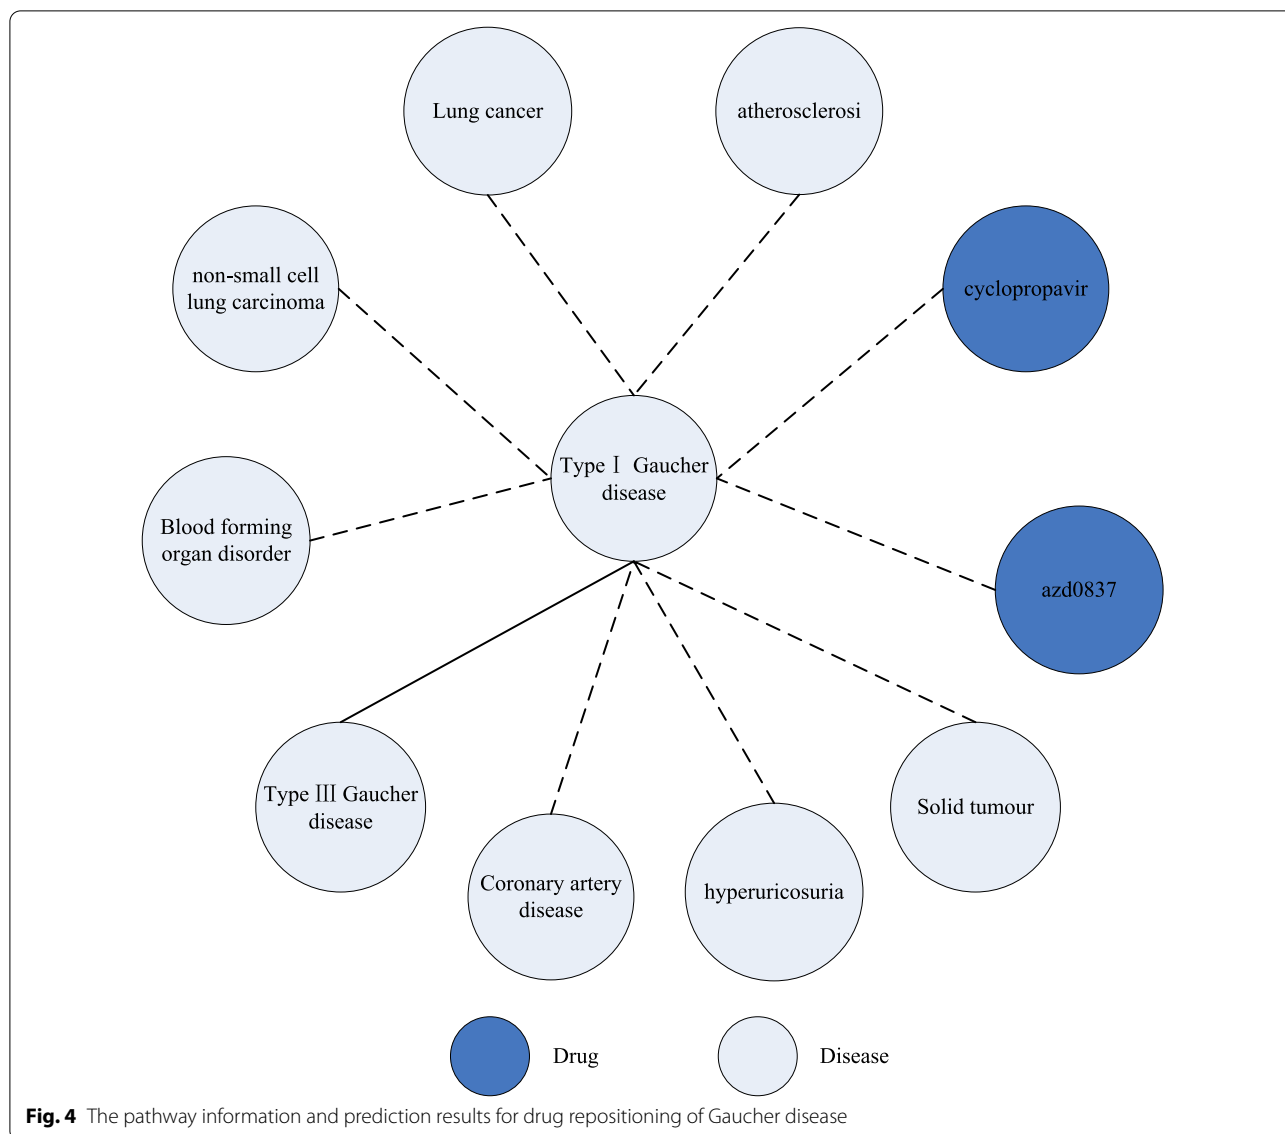 Lung cancer
atherosclerosi
non-small cell
lung carcinoma
cyclopropavir
Type Ⅰ Gaucher
disease
Blood forming
organ disorder
azd0837
Type Ⅲ Gaucher
disease
Coronary artery
disease
hyperuricosuria
Solid tumour
Drug
Disease
Fig. 4 The pathway information and prediction results for drug repositioning of Gaucher disease